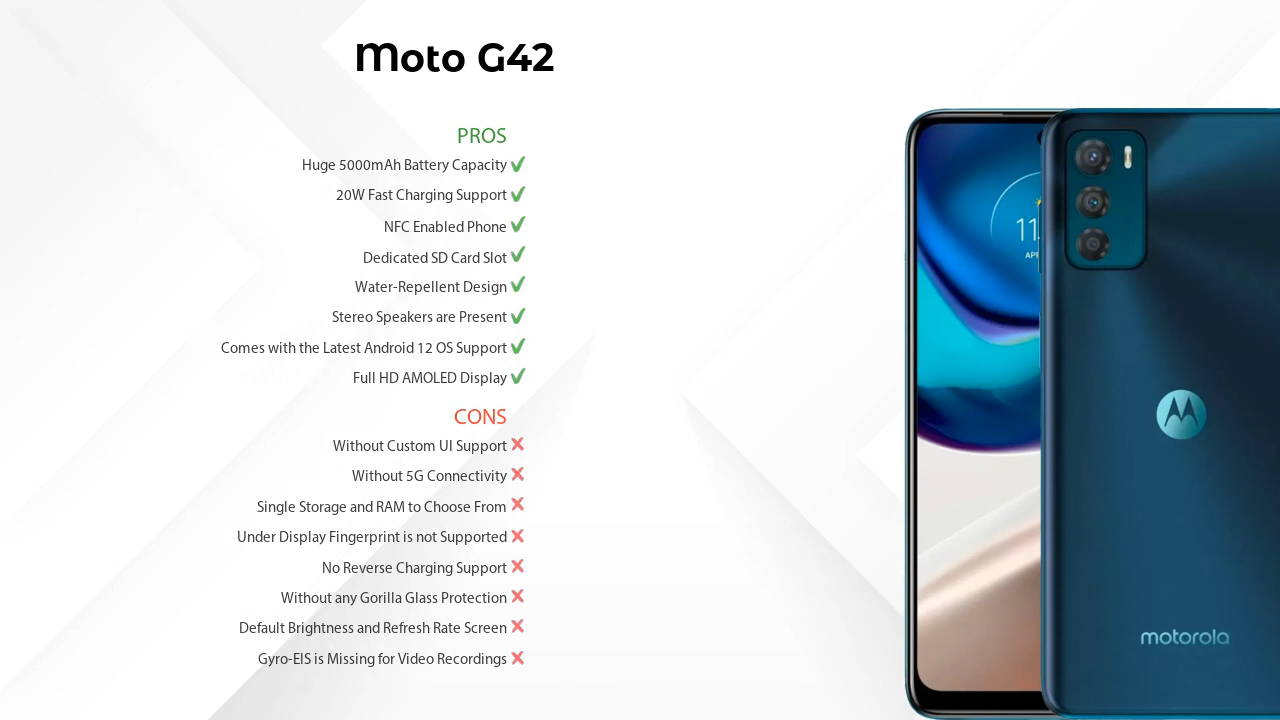 Moto G42
PROS
Huge 5000mAh Battery Capacity
20W Fast Charging Support
NFC Enabled Phone
Dedicated SD Card Slot
Water-Repellent Design
Stereo Speakers are Present
Comes with the Latest Android 12 OS Support
Full HD AMOLED Display
CONS
Without Custom UI Support
Without 5G Connectivity
Single Storage and RAM to Choose From
Under Display Fingerprint is not Supported
No Reverse Charging Support
Without any Gorilla Glass Protection
Default Brightness and Refresh Rate Screen
Gyro-EIS is Missing for Video Recordings
11
APR
motorola